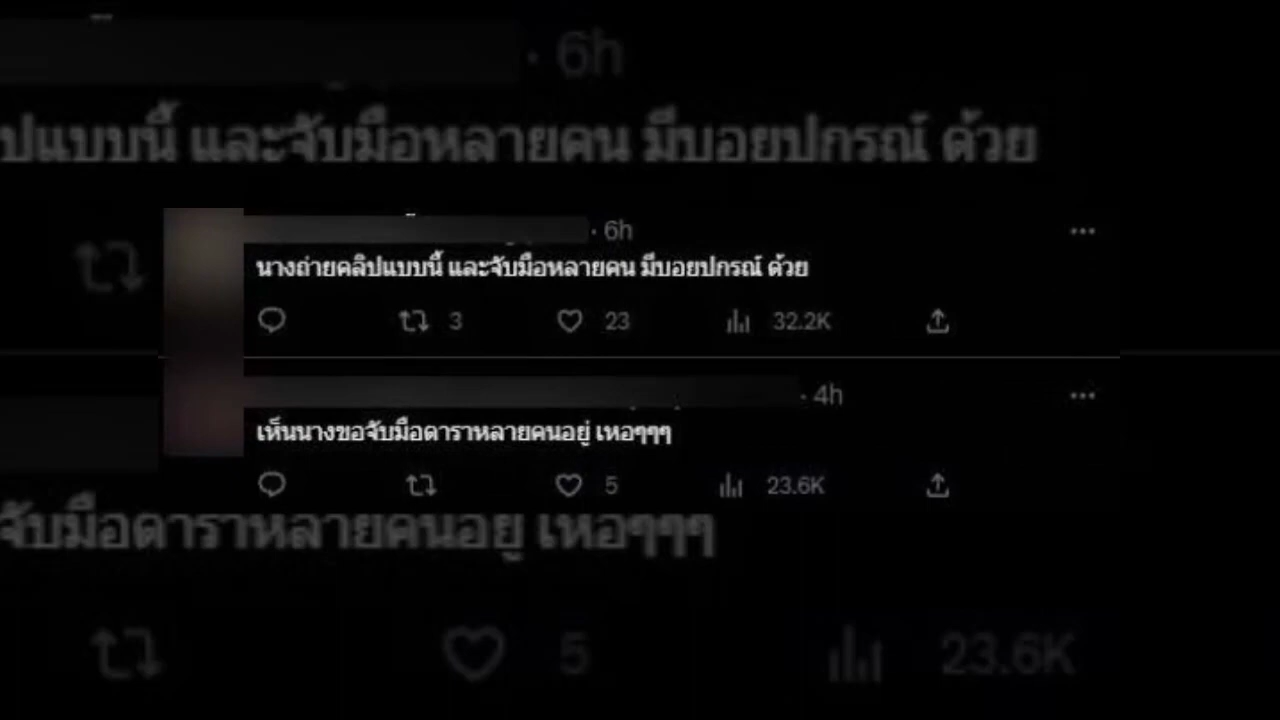 · 6h
ปแบบนี้ และจับมือหลายคน มีบอยปกรณ์ ด้วย
· 6h
นางถ่ายคลิปแบบนี้ และจับมือหลายคน มีบอยปกรณ์ ด้วย
3 23 32.2K
· 4h
เห็นนางขอจับมือดาราหลายคนอยู่ เหอๆๆๆ
5 23.6K
จับมือดาราหลายคนอยู่ เหอๆๆๆ
5 23.6K